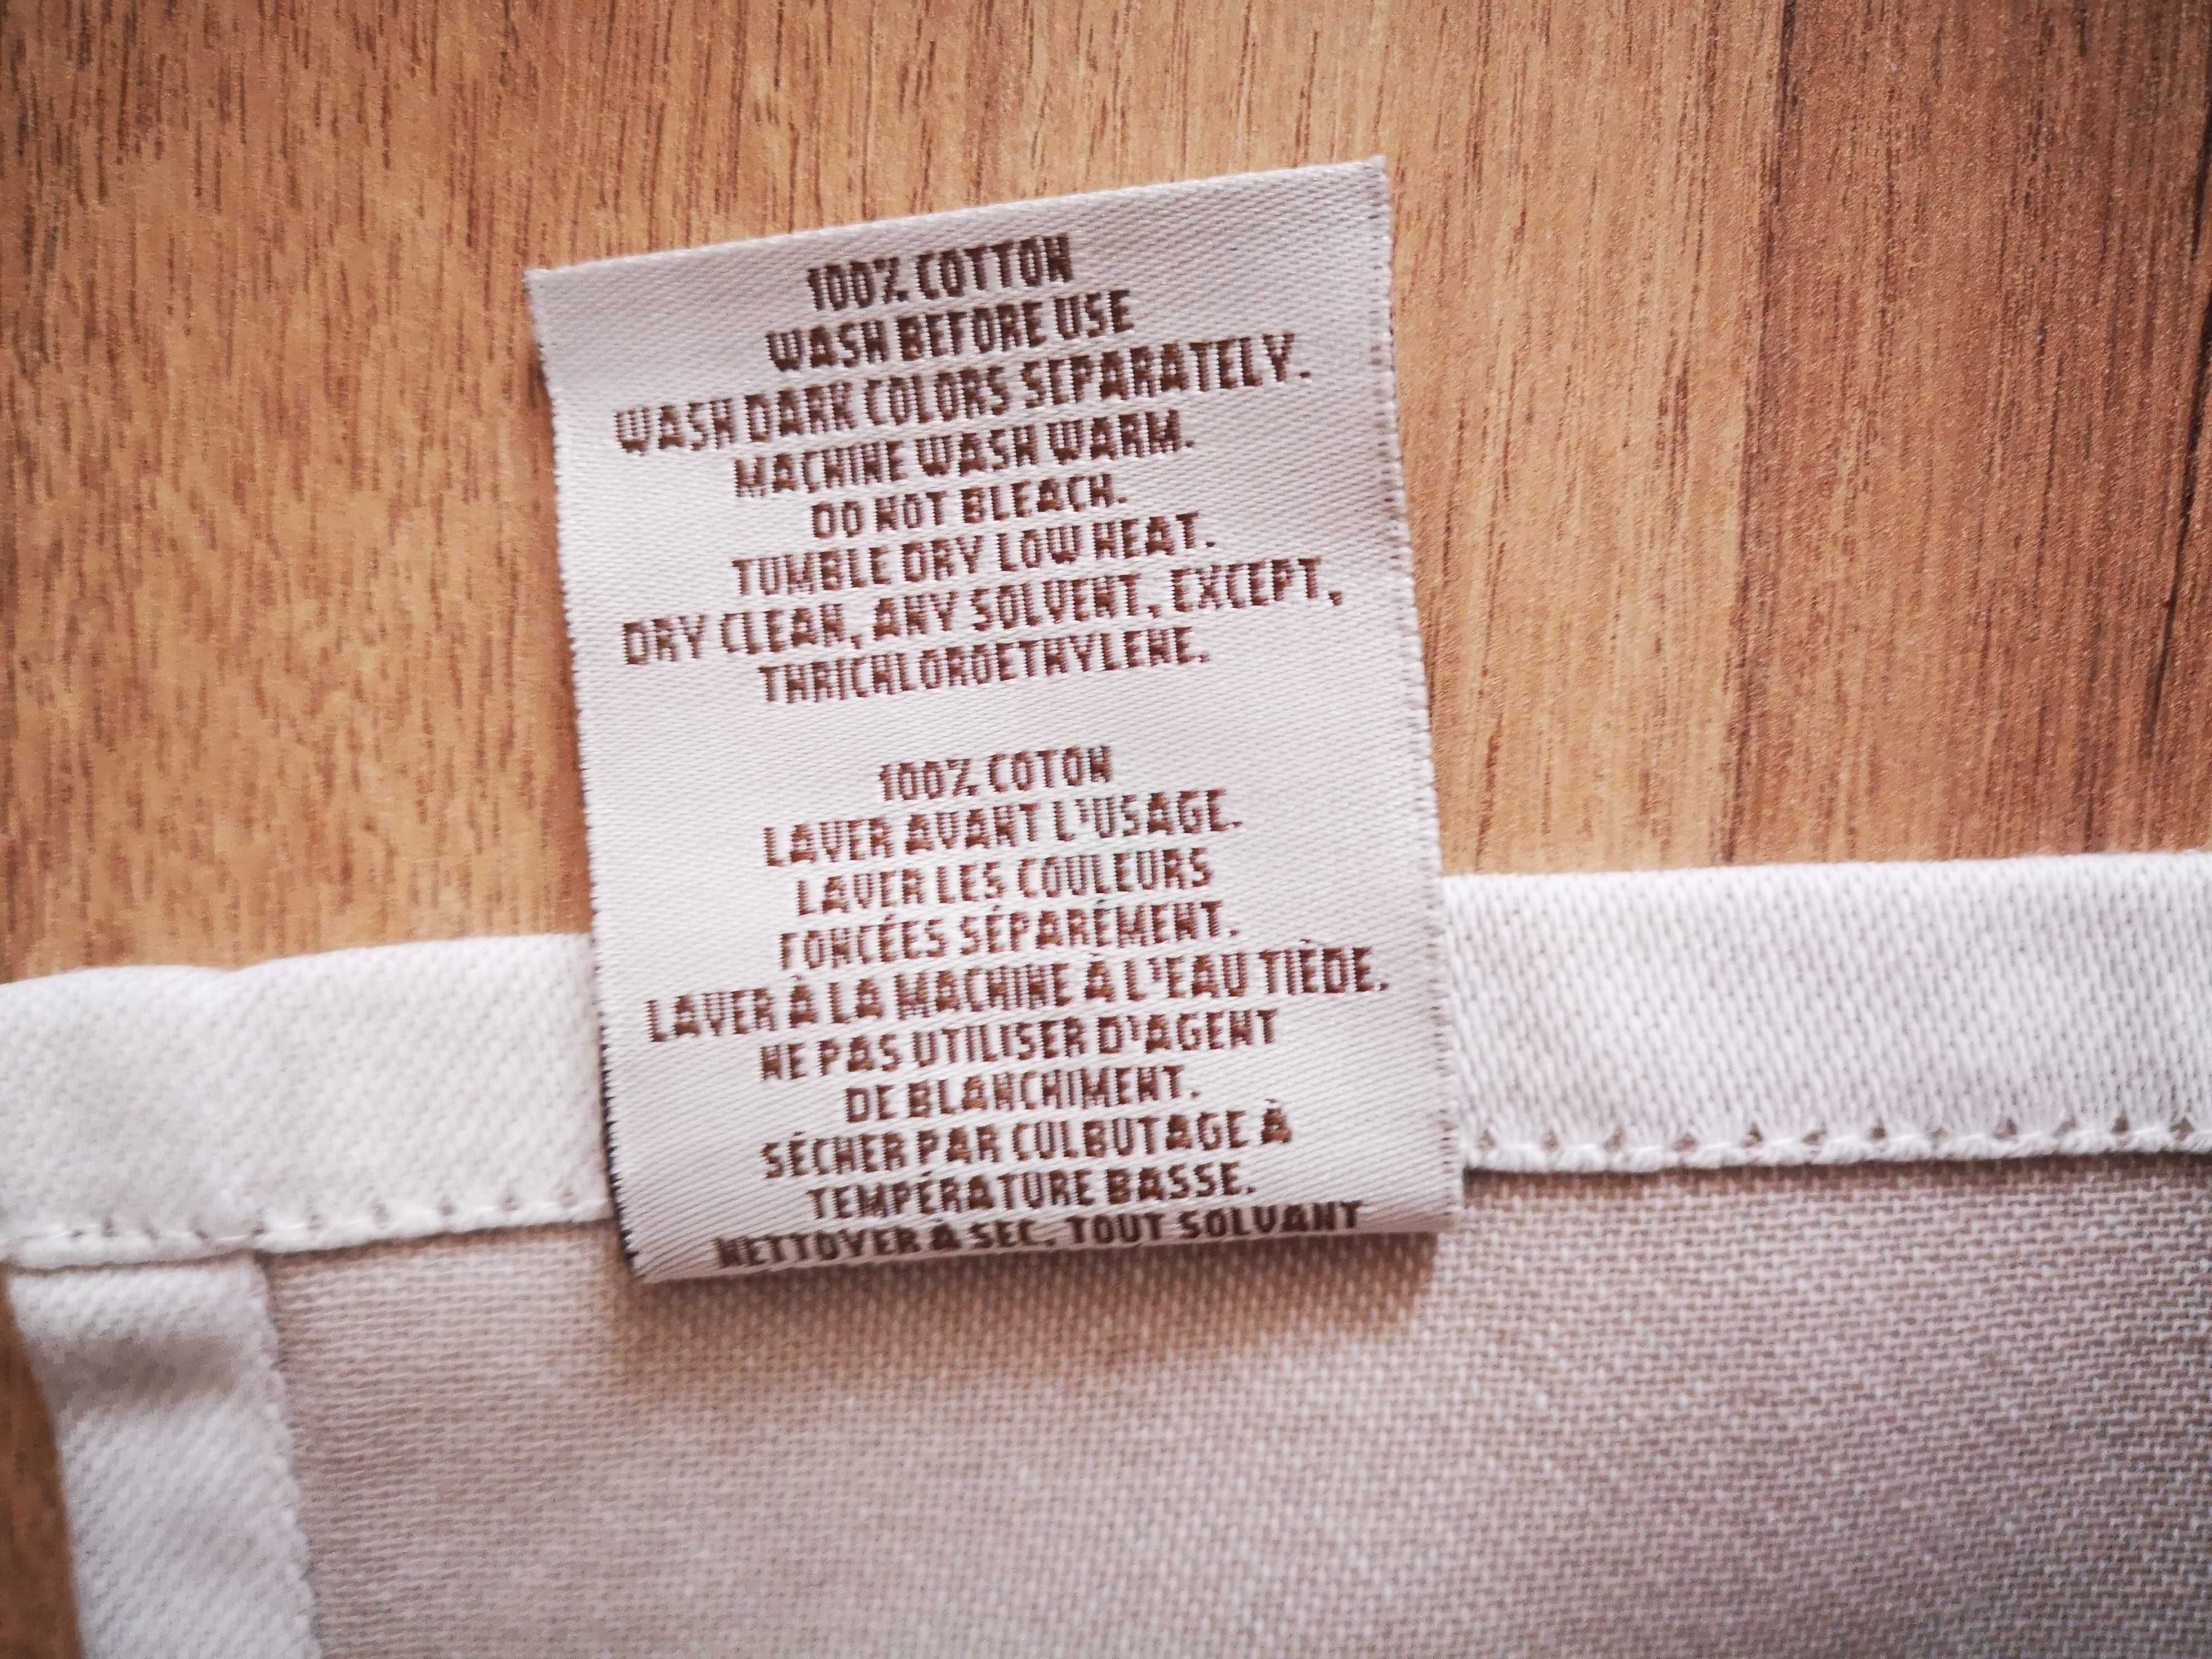 100% COTTON
WASH BEFORE USE
WASH DARK COLORS SEPARATELY.
MACHINE WASH WARM.
DO NOT BLEACH.
TUMBLE DRY LOW HEAT.
DRY CLEAN, ANY SOLVENT, EXCEPT,
THRICHLOROETHYLENE.
100% COTON
LAVER AVANT L'USAGE.
LAVER LES COULEURS
FONCÉES SÉPARÉMENT.
LAVER À LA MACHINE À L'EAU TIÈDE.
NE PAS UTILISER D'AGENT
DE BLANCHIMENT.
SÉCHER PAR CULBUTAGE À
TEMPÉRATURE BASSE.
NETTOYER À SEC, TOUT SOLVANT